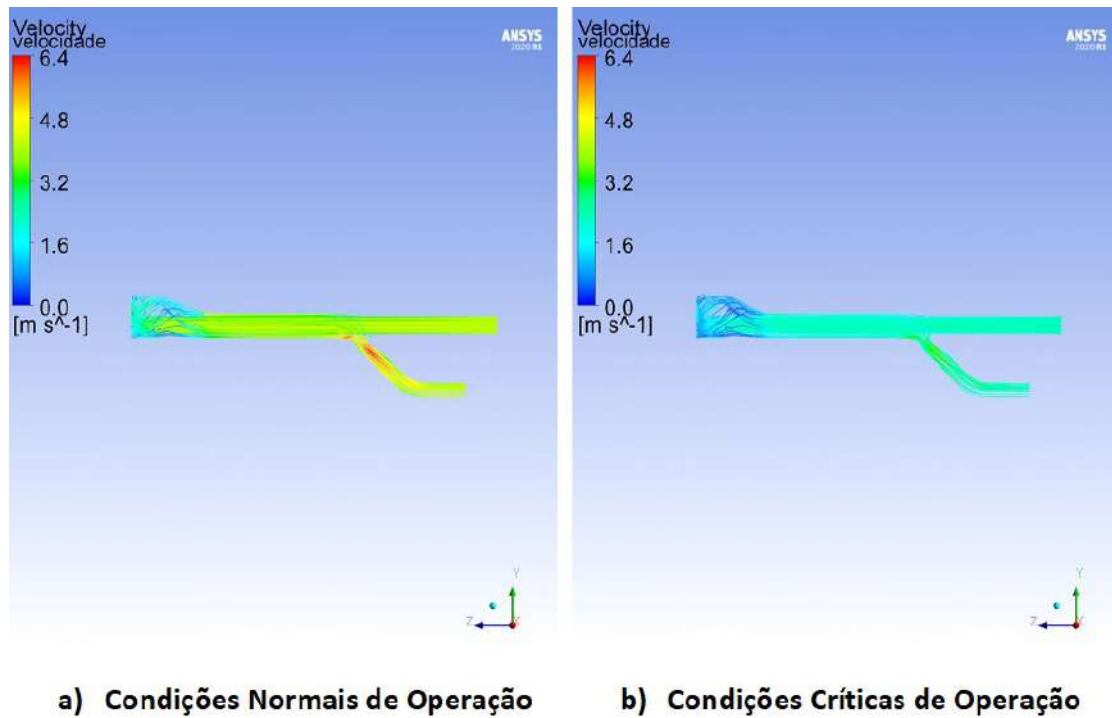 Velocity
velocidade
6.4
4.8
3.2
1.6
0.0
[m s^-1]
ANSYS
2020 R1
Y
Z
X
Velocity
velocidade
6.4
4.8
3.2
1.6
0.0
[m s^-1]
ANSYS
2020 R1
Y
Z
X
a) Condições Normais de Operação
b) Condições Críticas de Operação